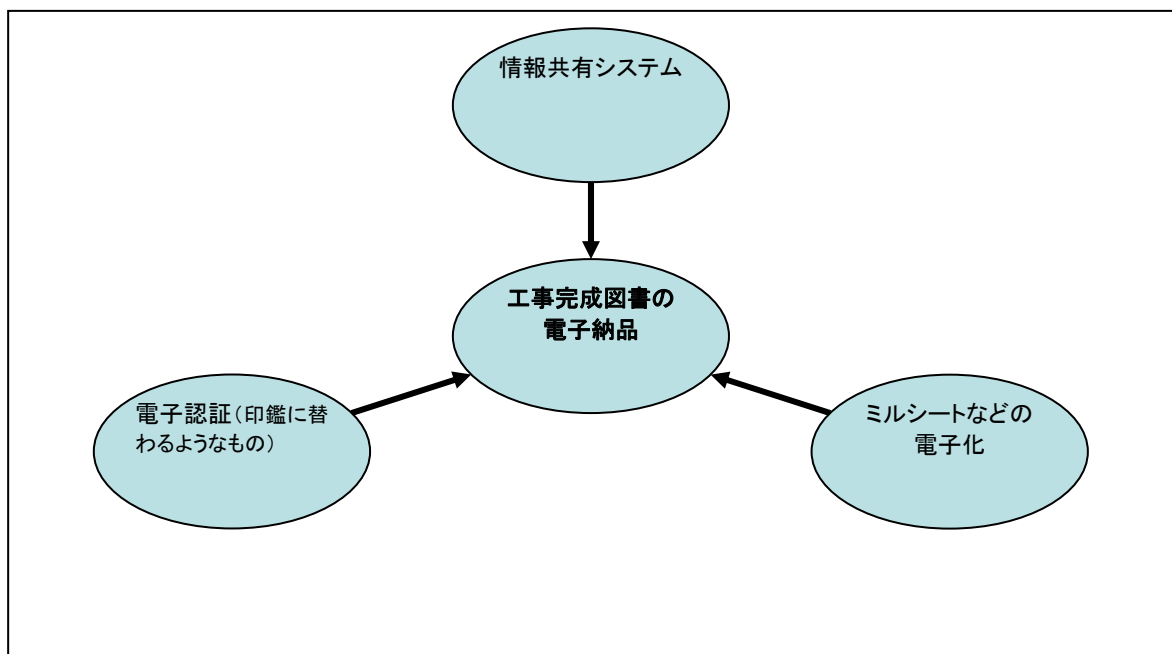 情報共有システム
工事完成図書の
電子納品
電子認証(印鑑に替
わるようなもの)
ミルシートなどの
電子化